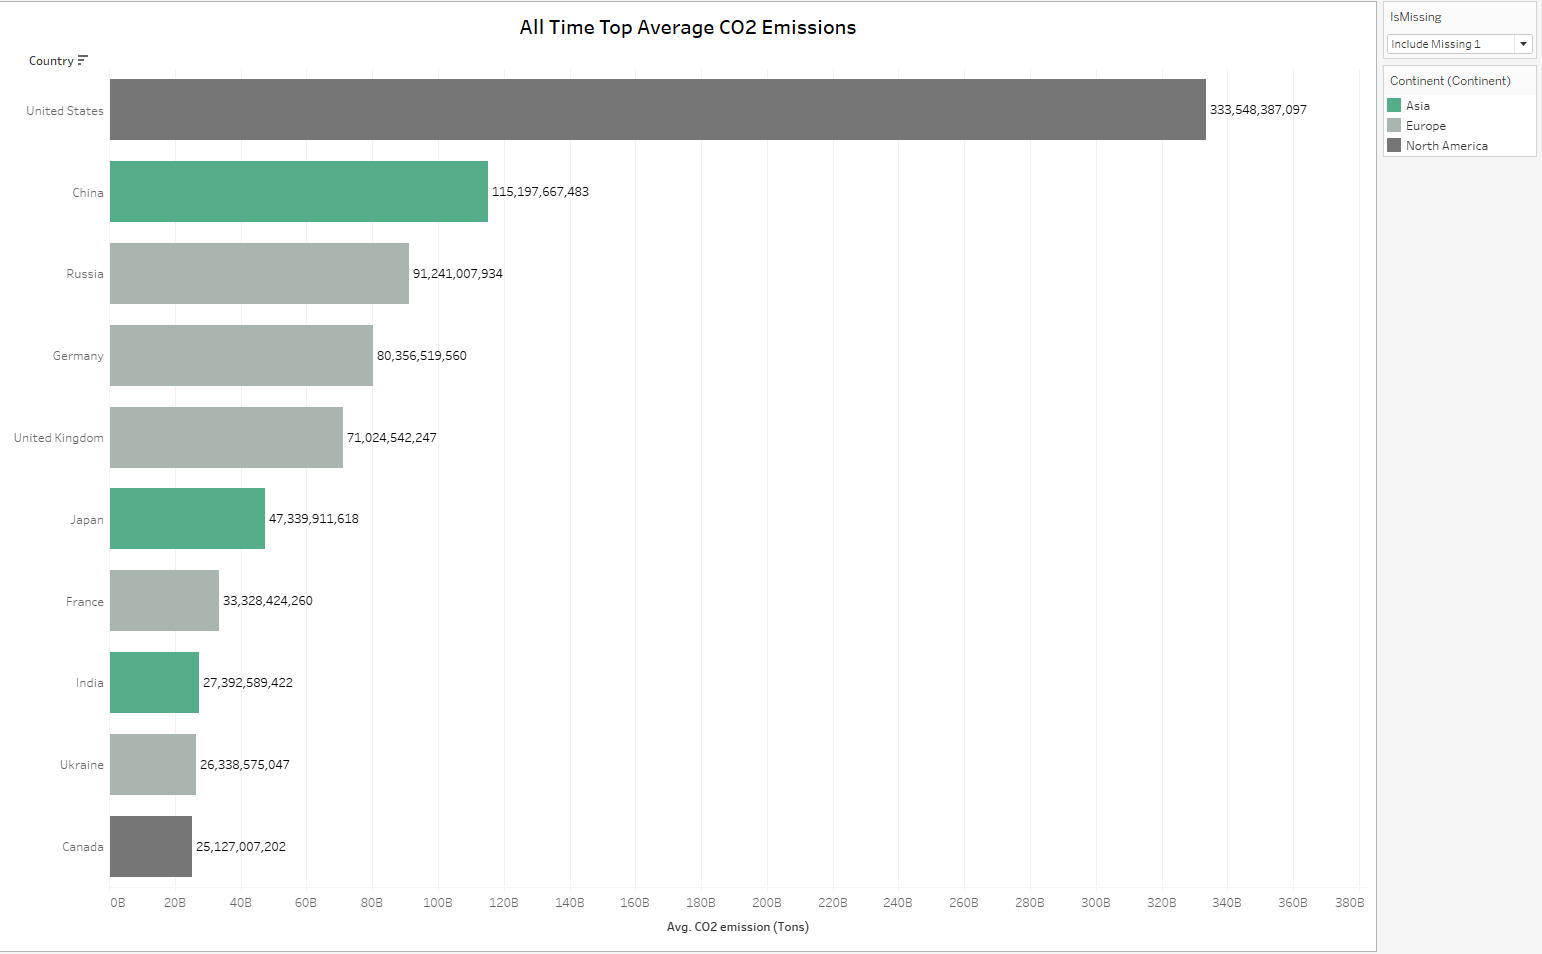 All Time Top Average CO2 Emissions
Country
United States 333,548,387,097
China 115,197,667,483
Russia 91,241,007,934
Germany 80,356,519,560
United Kingdom 71,024,542,247
Japan 47,339,911,618
France 33,328,424,260
India 27,392,589,422
Ukraine 26,338,575,047
Canada 25,127,007,202
0B 20B 40B 60B 80B 100B 120B 140B 160B 180B 200B 220B 240B 260B 280B 300B 320B 340B 360B 380B
Avg. CO2 emission (Tons)
IsMissing
Include Missing 1
Continent (Continent)
Asia
Europe
North America